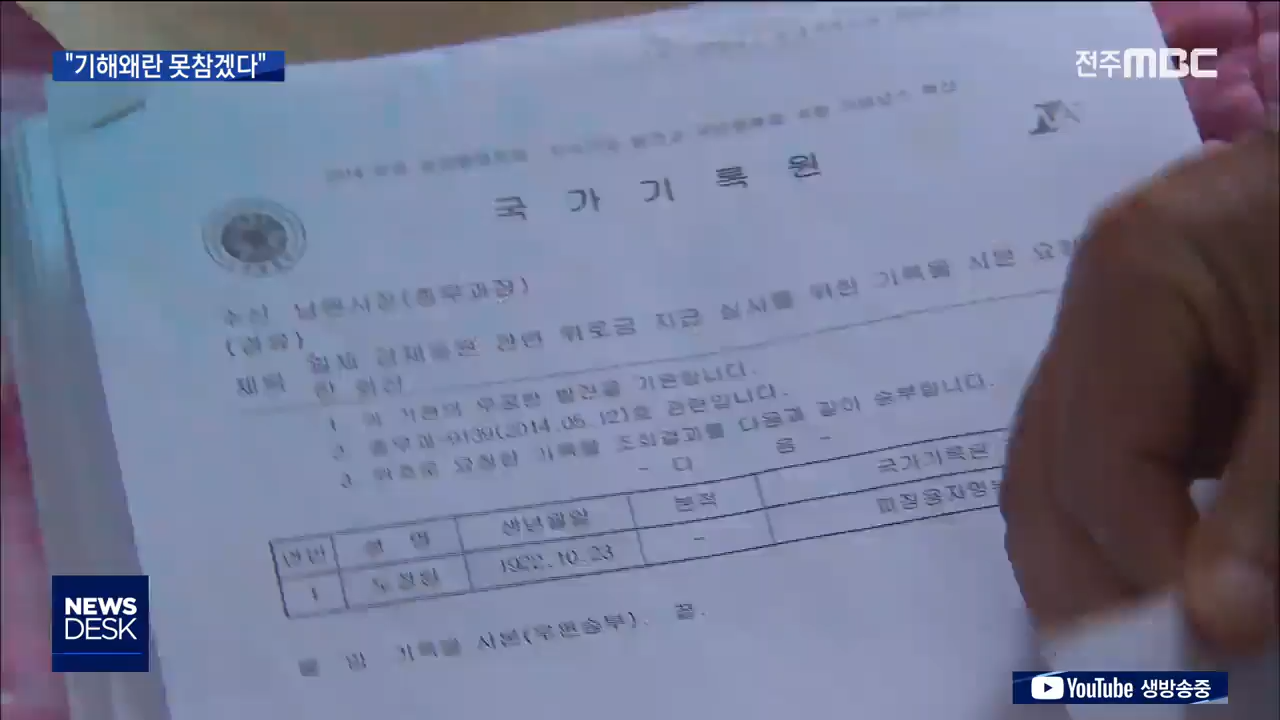 "기해왜란 못참겠다"
전주MBC
국 가 기 록 원
수신 남원시장(총무과장)
(경유)
제목 일제 강제동원 관련 위로금 지급 심사를 위한 기록물 사본 요청
한 회신
1. 귀 기관의 무궁한 발전을 기원합니다.
2. 총무과-9139(2014.05.12)호 관련입니다.
3. 위호로 요청한 기록물 조회결과를 다음과 같이 송부합니다.
- 다 음 -
연번 성 명 생년월일 본적 국가기록원
1 1922.10.23 - 피징용자명부
붙 임 기록물 사본(우편송부). 끝.
NEWS
DESK
YouTube 생방송중